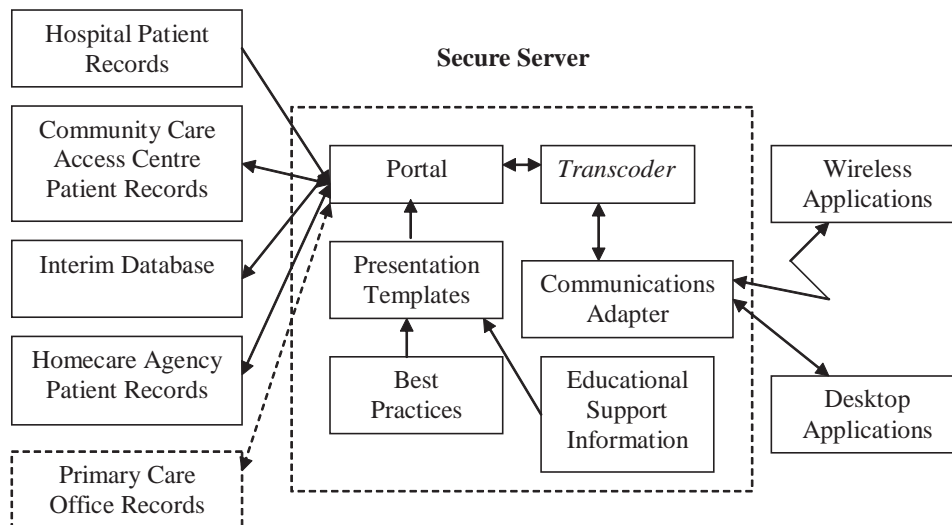 Hospital Patient
Records
Secure Server
Community Care
Access Centre
Patient Records
Portal
Transcoder
Wireless
Applications
Interim Database
Presentation
Templates
Communications
Adapter
Homecare Agency
Patient Records
Best
Practices
Educational
Support
Information
Desktop
Applications
Primary Care
Office Records